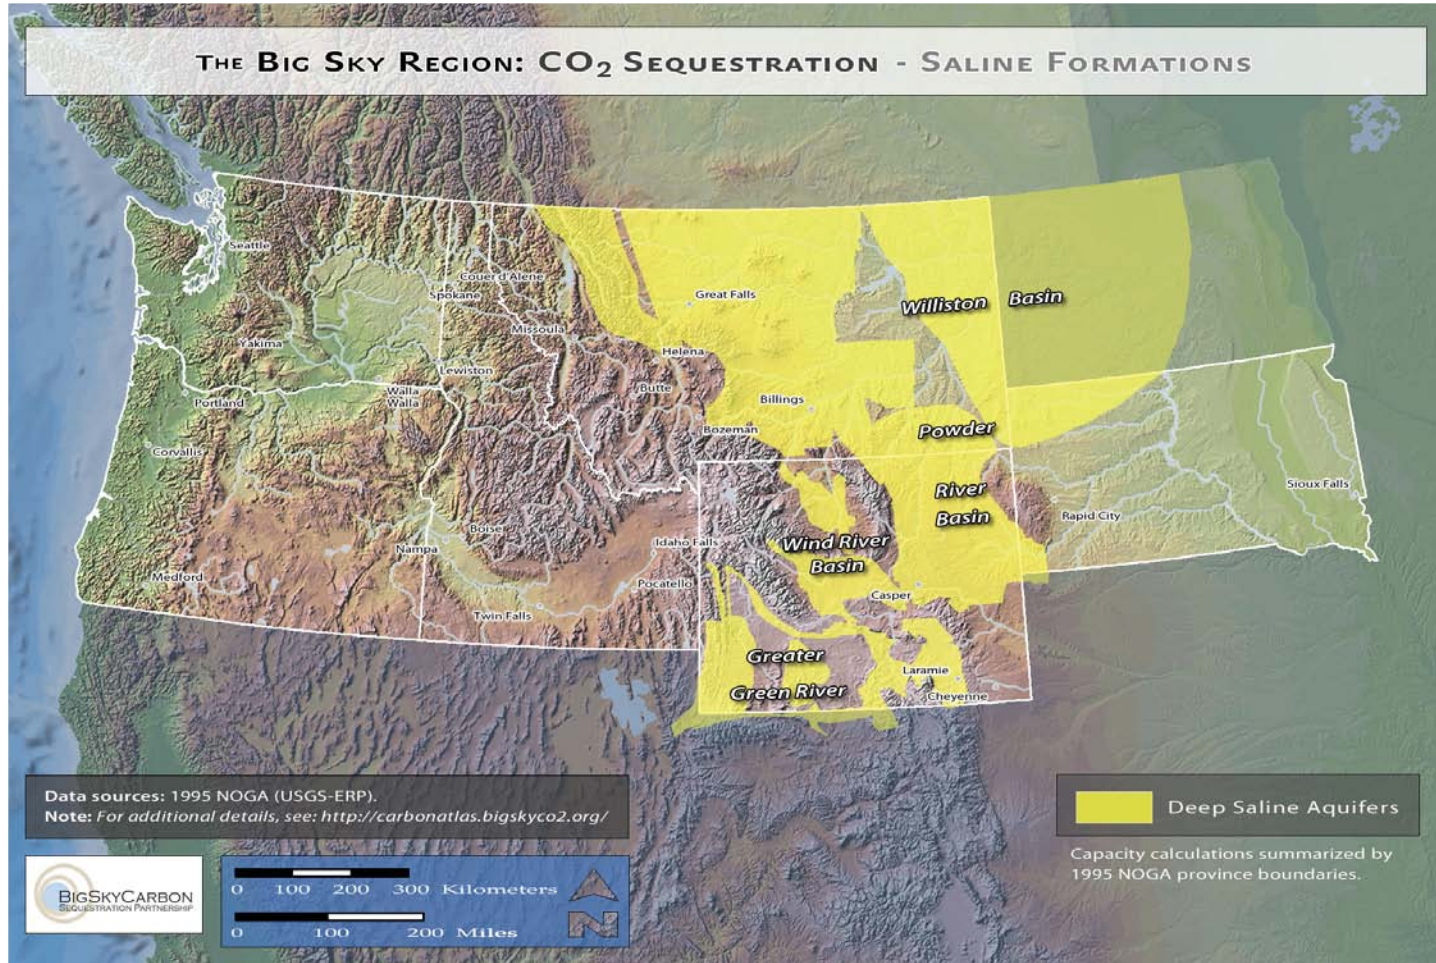 THE BIG SKY REGION: CO2 SEQUESTRATION - SALINE FORMATIONS
Seattle
Couer d'Alene
Spokane
Great Falls
Williston Basin
Missoula
Yakima
Helena
Lewiston
Butte
Walla
Walla
Portland
Billings
Bozeman
Powder
Corvallis
River
Basin
Sioux Falls
Rapid City
Boise
Idaho Falls
Wind River
Basin
Nampa
Medford
Pocatello
Casper
Twin Falls
Greater
Green River
Laramie
Cheyenne
Data sources: 1995 NOGA (USGS-ERP).
Note: For additional details, see: http://carbonatlas.bigskyco2.org/
Deep Saline Aquifers
Capacity calculations summarized by
1995 NOGA province boundaries.
BIGSKYCARBON
SEQUESTRATION PARTNERSHIP
0 100 200 300 Kilometers
0 100 200 Miles
N